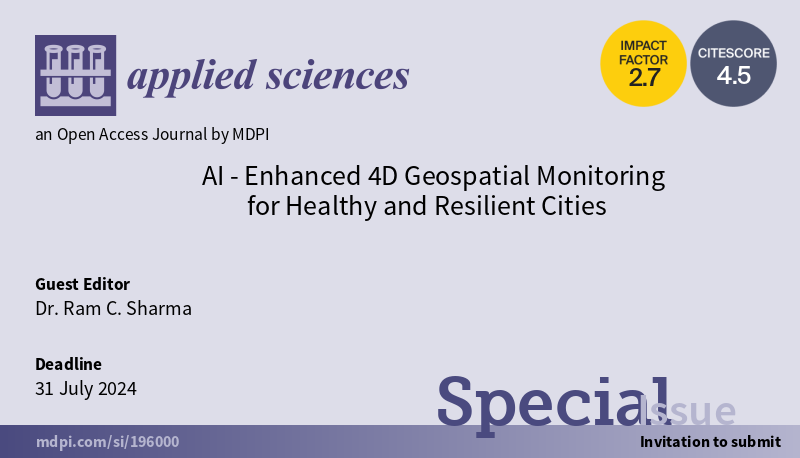 applied sciences
IMPACT
FACTOR
2.7
CITESCORE
4.5
an Open Access Journal by MDPI
AI - Enhanced 4D Geospatial Monitoring
for Healthy and Resilient Cities
Guest Editor
Dr. Ram C. Sharma
Deadline
31 July 2024
Special
Issue
mdpi.com/si/196000
Invitation to submit